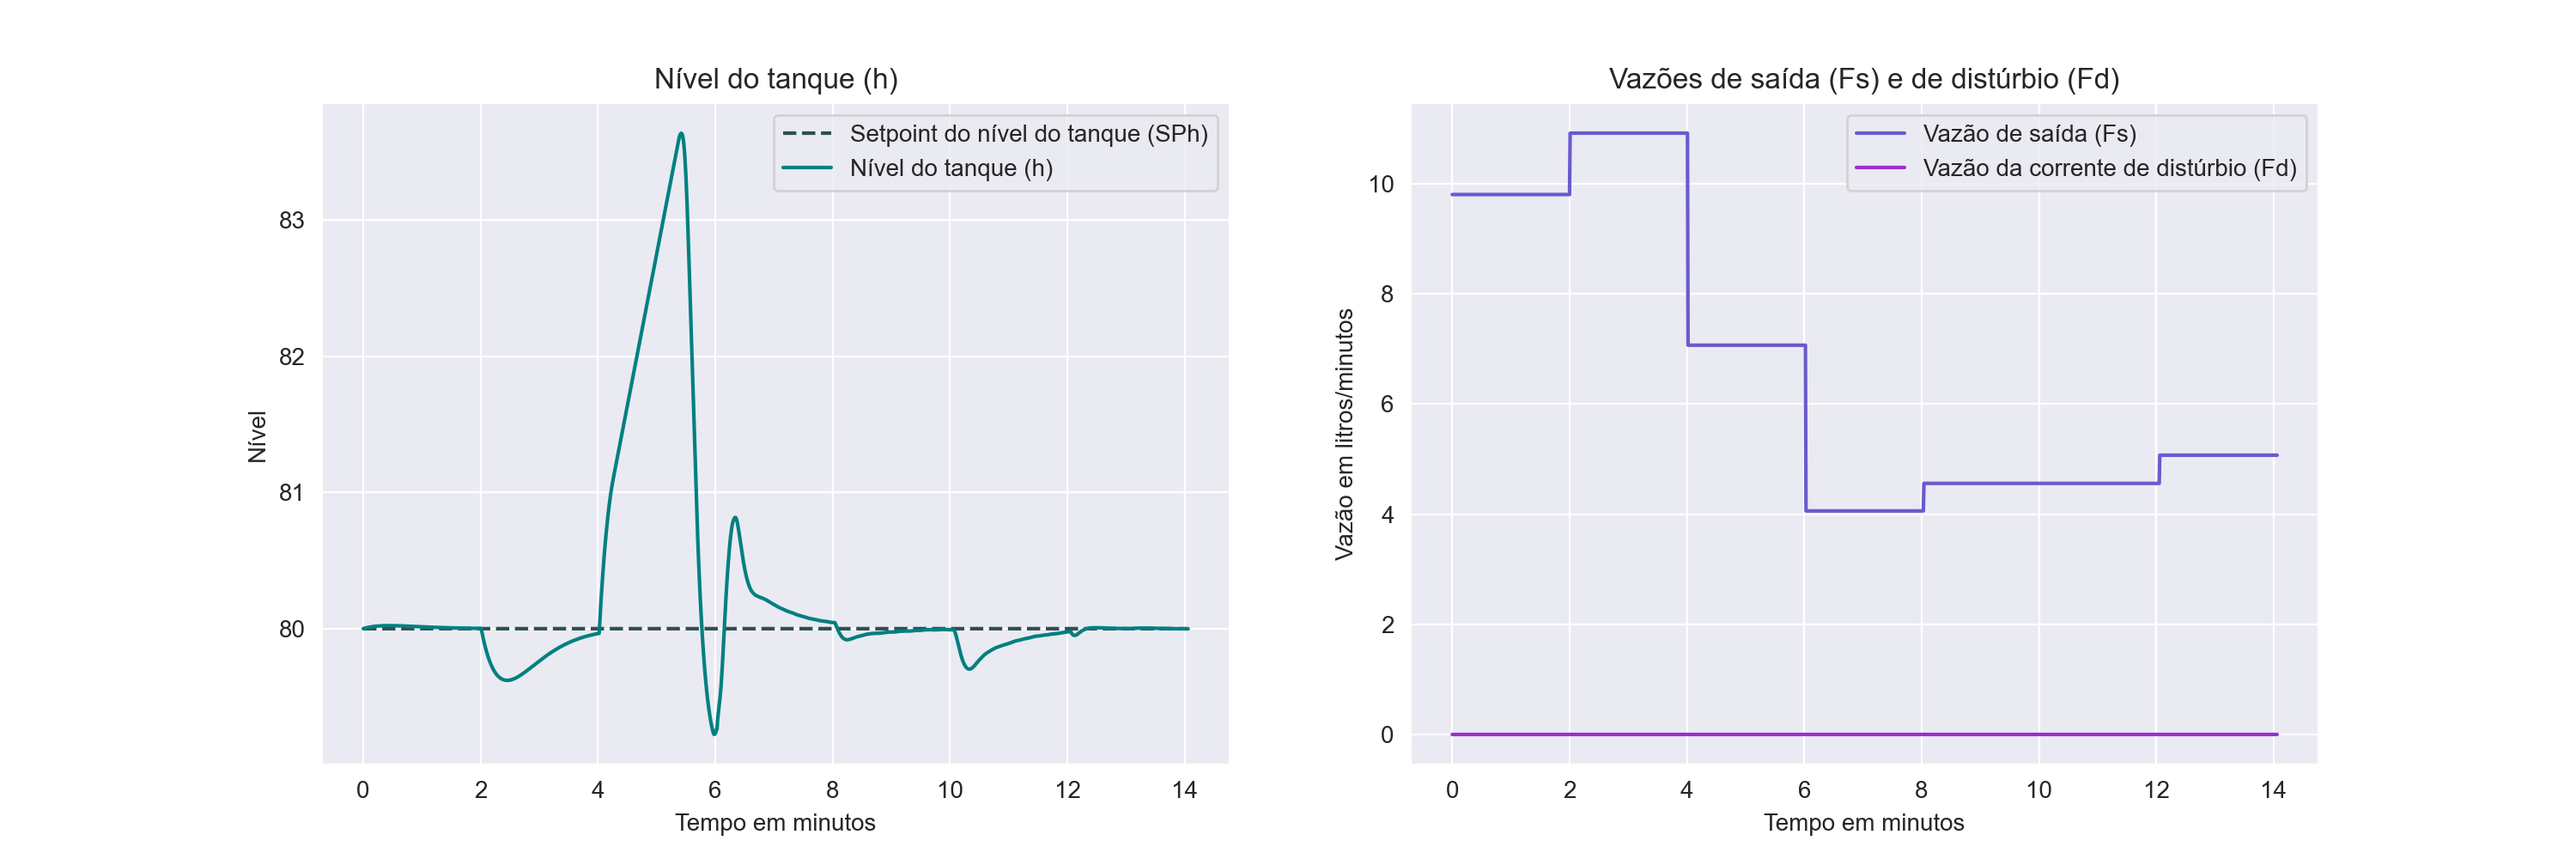 Nível do tanque (h)
Setpoint do nível do tanque (SPh)
Nível do tanque (h)
83
82
81
80
Nível
0 2 4 6 8 10 12 14
Tempo em minutos
Vazões de saída (Fs) e de distúrbio (Fd)
Vazão de saída (Fs)
Vazão da corrente de distúrbio (Fd)
10
8
6
4
2
0
Vazão em litros/minutos
0 2 4 6 8 10 12 14
Tempo em minutos